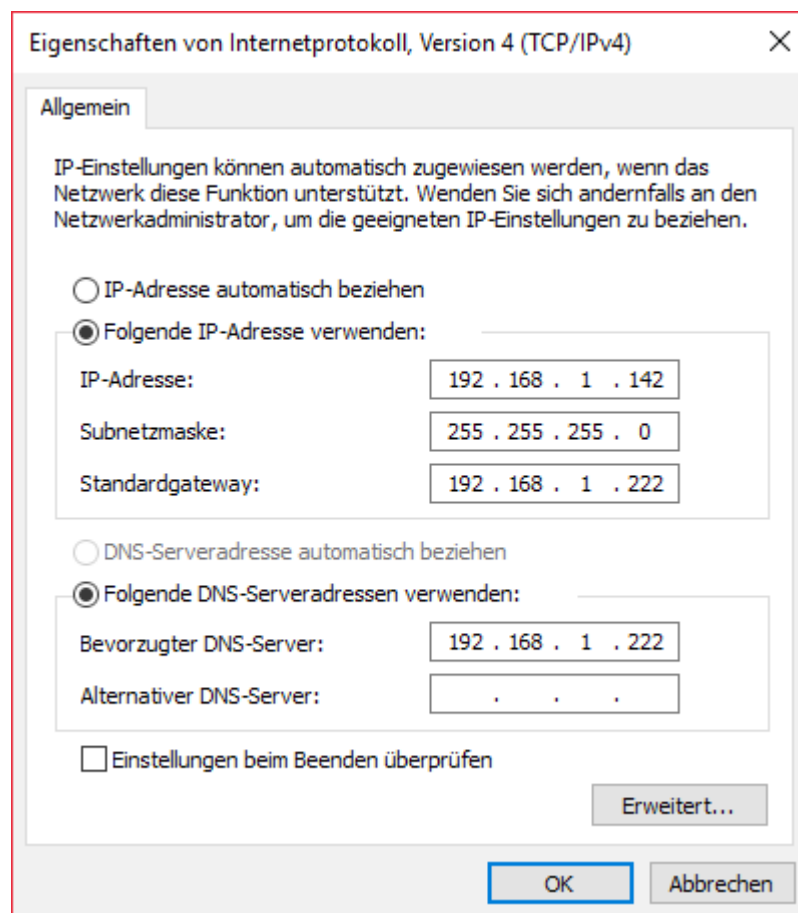 Eigenschaften von Internetprotokoll, Version 4 (TCP/IPv4)
Allgemein
IP-Einstellungen können automatisch zugewiesen werden, wenn das
Netzwerk diese Funktion unterstützt. Wenden Sie sich andernfalls an den
Netzwerkadministrator, um die geeigneten IP-Einstellungen zu beziehen.
IP-Adresse automatisch beziehen
Folgende IP-Adresse verwenden:
IP-Adresse: 192 . 168 . 1 . 142
Subnetzmaske: 255 . 255 . 255 . 0
Standardgateway: 192 . 168 . 1 . 222
DNS-Serveradresse automatisch beziehen
Folgende DNS-Serveradressen verwenden:
Bevorzugter DNS-Server: 192 . 168 . 1 . 222
Alternativer DNS-Server: . . .
Einstellungen beim Beenden überprüfen
Erweitert...
OK Abbrechen